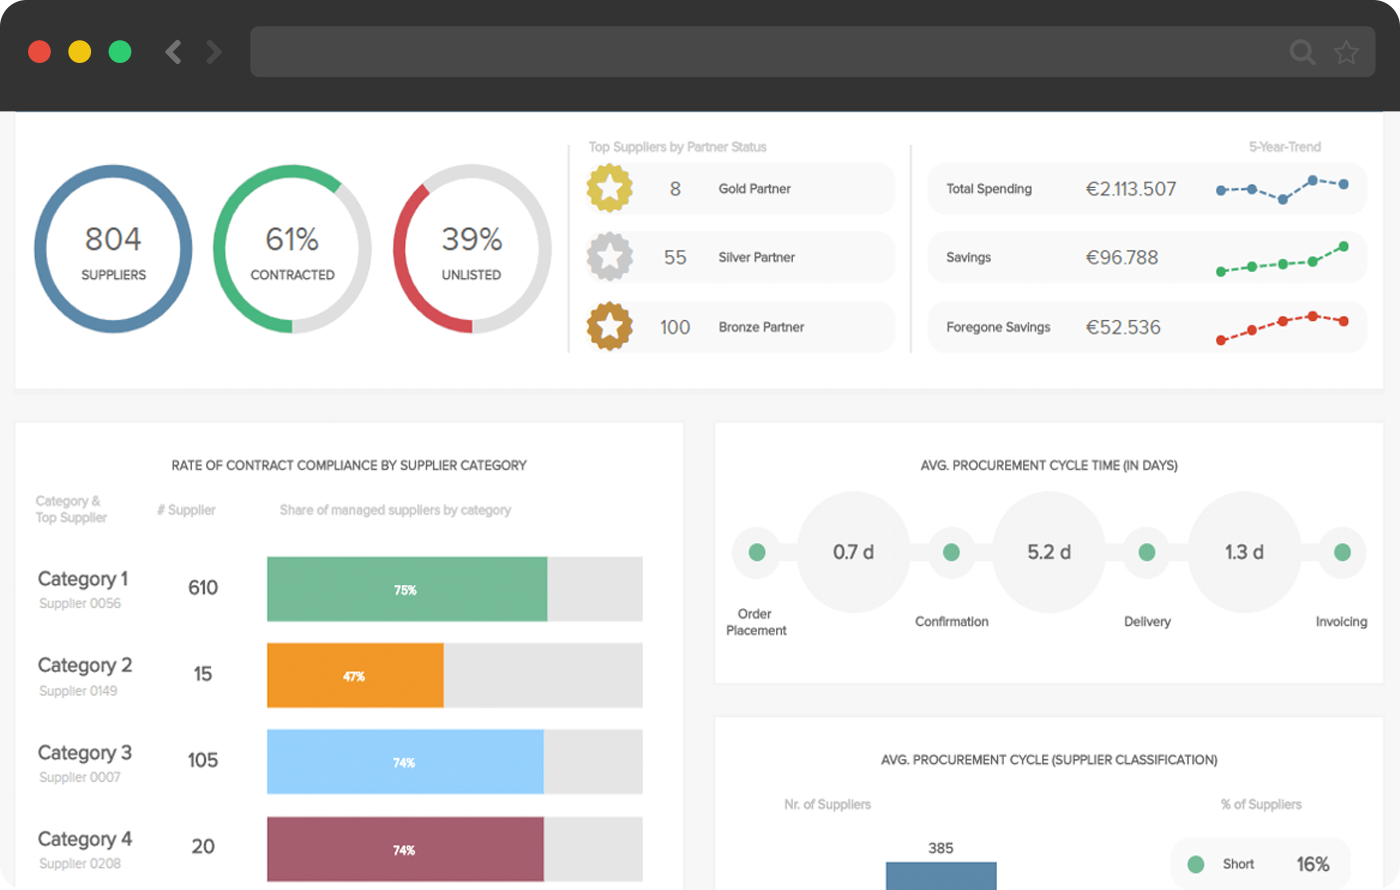 804
SUPPLIERS
61%
CONTRACTED
39%
UNLISTED
Top Suppliers by Partner Status
8 Gold Partner
55 Silver Partner
100 Bronze Partner
5-Year-Trend
Total Spending €2.113.507
Savings €96.788
Foregone Savings €52.536
RATE OF CONTRACT COMPLIANCE BY SUPPLIER CATEGORY
Category &
Top Supplier
# Supplier
Share of managed suppliers by category
Category 1
Supplier 0056
610
75%
Category 2
Supplier 0149
15
47%
Category 3
Supplier 0007
105
74%
Category 4
Supplier 0208
20
74%
AVG. PROCUREMENT CYCLE TIME (IN DAYS)
0.7 d
5.2 d
1.3 d
Order
Placement
Confirmation
Delivery
Invoicing
AVG. PROCUREMENT CYCLE (SUPPLIER CLASSIFICATION)
Nr. of Suppliers
% of Suppliers
385
Short 16%